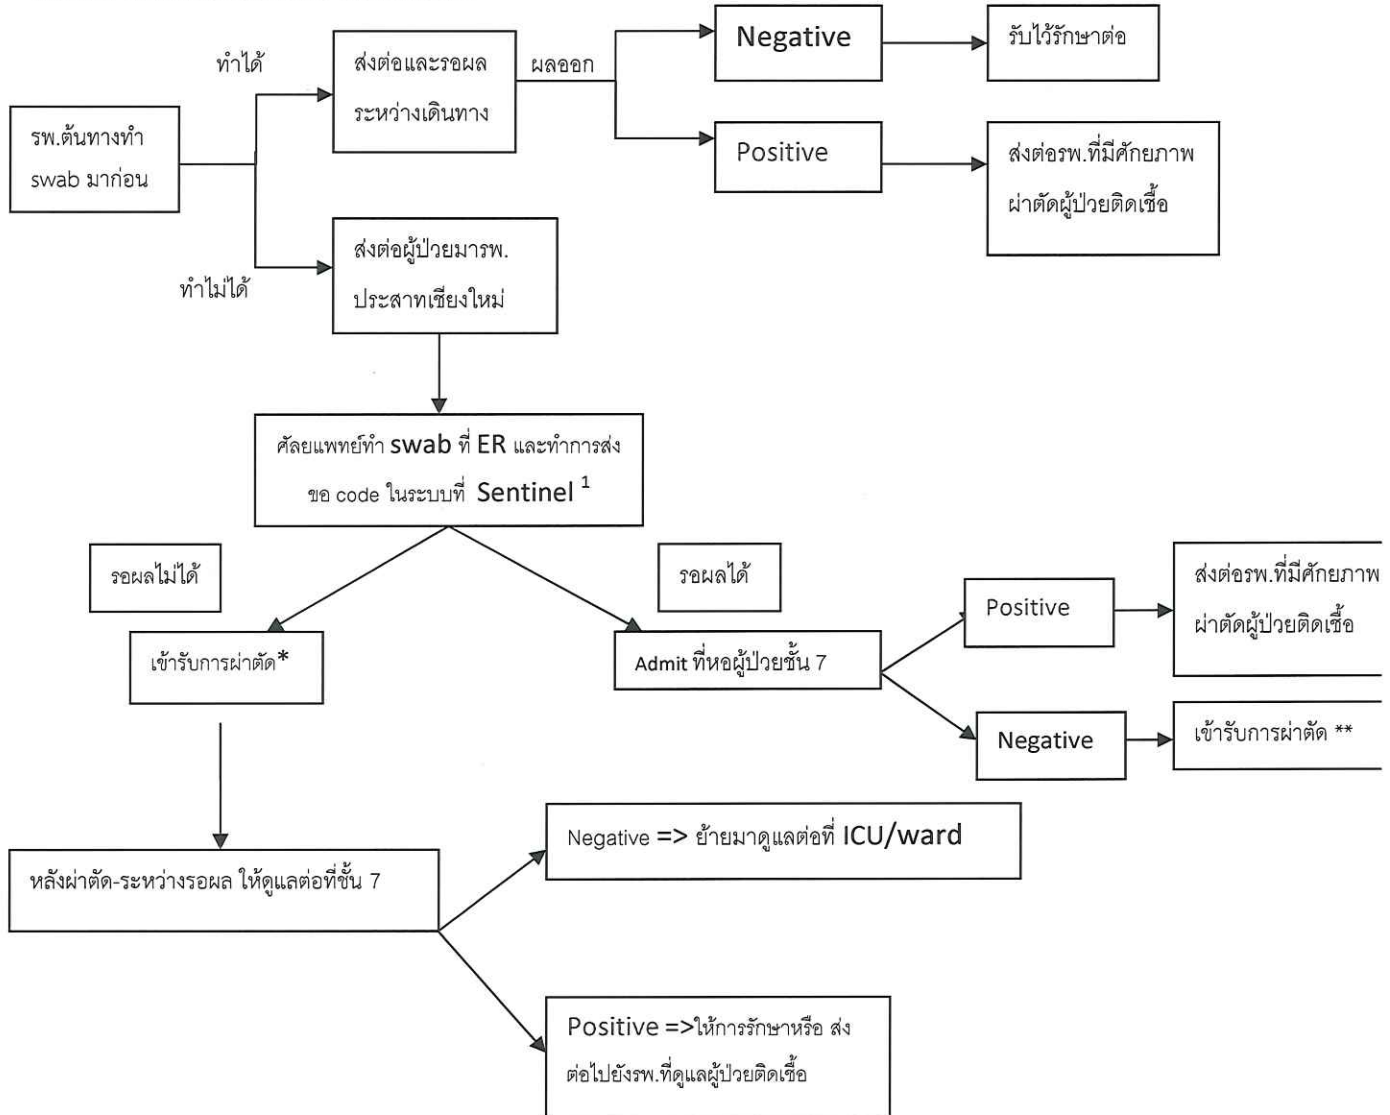 รพ.ต้นทางทำ
swab มาก่อน
ทำได้
ส่งต่อและรอผล
ระหว่างเดินทาง
ผลออก
Negative
รับไว้รักษาต่อ
Positive
ส่งต่อรพ.ที่มีศักยภาพ
ผ่าตัดผู้ป่วยติดเชื้อ
ทำไม่ได้
ส่งต่อผู้ป่วยมารพ.
ประสาทเชียงใหม่
ศัลยแพทย์ทำ swab ที่ ER และทำการส่ง
ขอ code ในระบบที่ Sentinel ¹
รอผลไม่ได้
รอผลได้
เข้ารับการผ่าตัด*
Admit ที่หอผู้ป่วยชั้น 7
Positive
ส่งต่อรพ.ที่มีศักยภาพ
ผ่าตัดผู้ป่วยติดเชื้อ
Negative
เข้ารับการผ่าตัด **
หลังผ่าตัด-ระหว่างรอผล ให้ดูแลต่อที่ชั้น 7
Negative => ย้ายมาดูแลต่อที่ ICU/ward
Positive =>ให้การรักษาหรือ ส่ง
ต่อไปยังรพ.ที่ดูแลผู้ป่วยติดเชื้อ